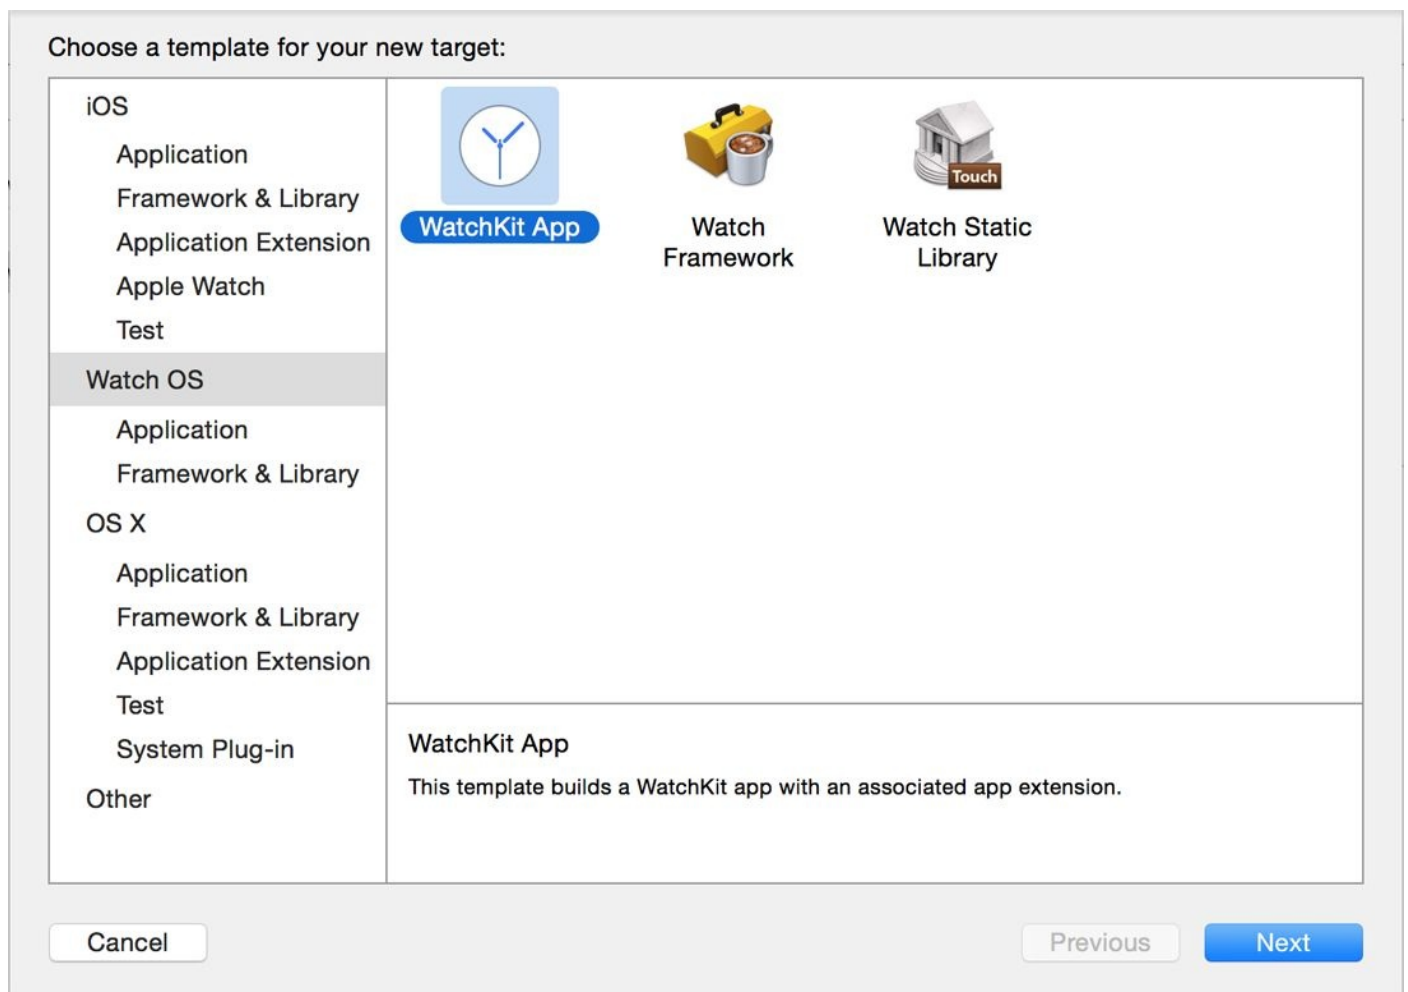 Choose a template for your new target:
iOS
Application
Framework & Library
Application Extension
Apple Watch
Test
Watch OS
Application
Framework & Library
OS X
Application
Framework & Library
Application Extension
Test
System Plug-in
Other
WatchKit App
Watch
Framework
Touch
Watch Static
Library
WatchKit App
This template builds a WatchKit app with an associated app extension.
Cancel
Previous
Next